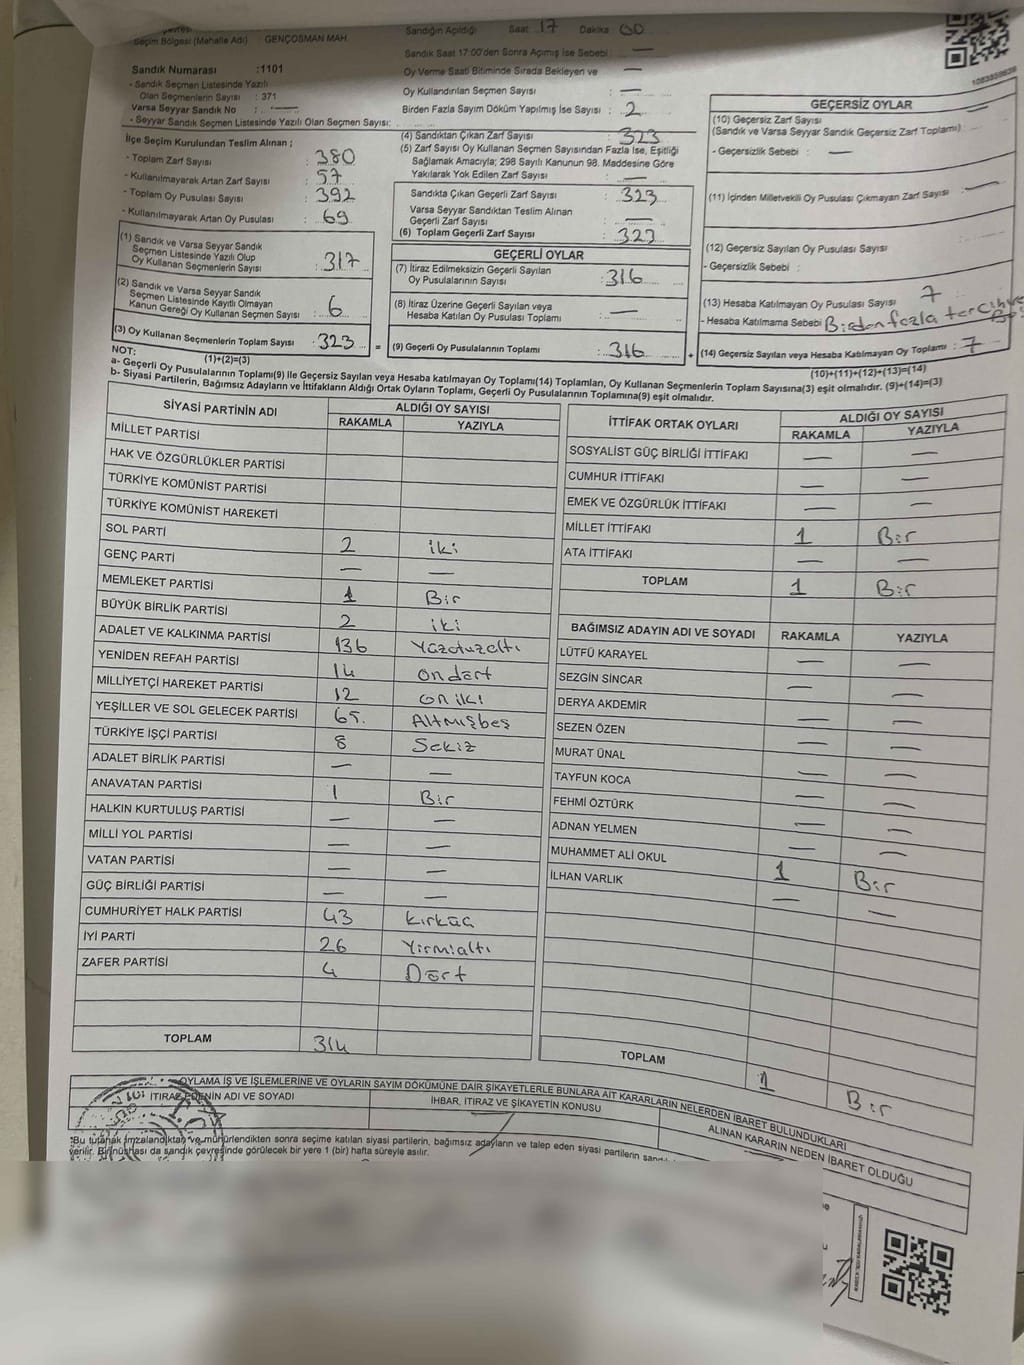 Seçim Bölgesi (Mahalle Adı) : GENÇOSMAN MAH.
Sandık Numarası :1101
- Sandık Seçmen Listesinde Yazılı
Olan Seçmenlerin Sayısı : 371
Varsa Seyyar Sandık No : —
- Seyyar Sandık Seçmen Listesinde Yazılı Olan Seçmen Sayısı:
İlçe Seçim Kurulundan Teslim Alınan ;
- Toplam Zarf Sayısı : 380
- Kullanılmayarak Artan Zarf Sayısı : 57
- Toplam Oy Pusulası Sayısı : 392
- Kullanılmayarak Artan Oy Pusulası : 69
(1) Sandık ve Varsa Seyyar Sandık
Seçmen Listesinde Yazılı Olup
Oy Kullanan Seçmenlerin Sayısı : 317
(2) Sandık ve Varsa Seyyar Sandık
Seçmen Listesinde Kayıtlı Olmayan
Kanun Gereği Oy Kullanan Seçmen Sayısı : 6
(3) Oy Kullanan Seçmenlerin Toplam Sayısı : 323 =
(1)+(2)=(3)
Sandığın Açıldığı Saat 17 Dakika 00
Sandık Saat 17:00'den Sonra Açımış İse Sebebi : —
Oy Verme Saati Bitiminde Sırada Bekleyen ve —
Oy Kullandırılan Seçmen Sayısı : —
Birden Fazla Sayım Döküm Yapılmış İse Sayısı : 2
(4) Sandıktan Çıkan Zarf Sayısı : 323
(5) Zarf Sayısı Oy Kullanan Seçmen Sayısından Fazla İse, Eşitliği
Sağlamak Amacıyla; 298 Sayılı Kanunun 98. Maddesine Göre
Yakılarak Yok Edilen Zarf Sayısı : —
Sandıkta Çıkan Geçerli Zarf Sayısı : 323
Varsa Seyyar Sandıktan Teslim Alınan
Geçerli Zarf Sayısı : —
(6) Toplam Geçerli Zarf Sayısı : 323
GEÇERLİ OYLAR
(7) İtiraz Edilmeksizin Geçerli Sayılan
Oy Pusulalarının Sayısı : 316
(8) İtiraz Üzerine Geçerli Sayılan veya
Hesaba Katılan Oy Pusulası Toplamı : —
(9) Geçerli Oy Pusulalarının Toplamı : 316 +
1083859639
GEÇERSİZ OYLAR
(10) Geçersiz Zarf Sayısı —
(Sandık ve Varsa Seyyar Sandık Geçersiz Zarf Toplamı)
- Geçersizlik Sebebi : —
(11) İçinden Milletvekili Oy Pusulası Çıkmayan Zarf Sayısı : —
(12) Geçersiz Sayılan Oy Pusulası Sayısı :
- Geçersizlik Sebebi :
(13) Hesaba Katılmayan Oy Pusulası Sayısı 7
- Hesaba Katılmama Sebebi Birden fazla tercihve
(14) Geçersiz Sayılan veya Hesaba Katılmayan Oy Toplamı : 7
(10)+(11)+(12)+(13)=(14)
NOT:
a- Geçerli Oy Pusulalarının Toplamı(9) ile Geçersiz Sayılan veya Hesaba katılmayan Oy Toplamı(14) Toplamları, Oy Kullanan Seçmenlerin Toplam Sayısına(3) eşit olmalıdır. (9)+(14)=(3)
b- Siyasi Partilerin, Bağımsız Adayların ve İttifakların Aldığı Ortak Oyların Toplamı, Geçerli Oy Pusulalarının Toplamına(9) eşit olmalıdır.
SİYASİ PARTİNİN ADI ALDIĞI OY SAYISI
RAKAMLA YAZIYLA
MİLLET PARTİSİ
HAK VE ÖZGÜRLÜKLER PARTİSİ
TÜRKİYE KOMÜNİST PARTİSİ
TÜRKİYE KOMÜNİST HAREKETİ
SOL PARTİ 2 iki
GENÇ PARTİ — —
MEMLEKET PARTİSİ 1 Bir
BÜYÜK BİRLİK PARTİSİ 2 iki
ADALET VE KALKINMA PARTİSİ 136 Yüzotuzaltı
YENİDEN REFAH PARTİSİ 14 ondört
MİLLİYETÇİ HAREKET PARTİSİ 12 oniki
YEŞİLLER VE SOL GELECEK PARTİSİ 65. Altmışbeş
TÜRKİYE İŞÇİ PARTİSİ 8 Sekiz
ADALET BİRLİK PARTİSİ — —
ANAVATAN PARTİSİ 1 Bir
HALKIN KURTULUŞ PARTİSİ — —
MİLLİ YOL PARTİSİ — —
VATAN PARTİSİ — —
GÜÇ BİRLİĞİ PARTİSİ — —
CUMHURİYET HALK PARTİSİ 43 kırküç
İYİ PARTİ 26 Yirmialtı
ZAFER PARTİSİ 4 Dört
TOPLAM 314
İTTİFAK ORTAK OYLARI ALDIĞI OY SAYISI
RAKAMLA YAZIYLA
SOSYALİST GÜÇ BİRLİĞİ İTTİFAKI — —
CUMHUR İTTİFAKI — —
EMEK VE ÖZGÜRLÜK İTTİFAKI — —
MİLLET İTTİFAKI 1 Bir
ATA İTTİFAKI — —
TOPLAM 1 Bir
BAĞIMSIZ ADAYIN ADI VE SOYADI RAKAMLA YAZIYLA
LÜTFÜ KARAYEL — —
SEZGİN SİNCAR — —
DERYA AKDEMİR — —
SEZEN ÖZEN — —
MURAT ÜNAL — —
TAYFUN KOCA — —
FEHMİ ÖZTÜRK — —
ADNAN YELMEN — —
MUHAMMET ALİ OKUL 1 Bir
İLHAN VARLIK — —
TOPLAM 1 Bir
OYLAMA İŞ VE İŞLEMLERİNE VE OYLARIN SAYIM DÖKÜMÜNE DAİR ŞİKAYETLERLE BUNLARA AİT KARARLARIN NELERDEN İBARET BULUNDUKLARI
İTİRAZ EDENİN ADI VE SOYADI İHBAR, İTİRAZ VE ŞİKAYETİN KONUSU ALINAN KARARIN NEDEN İBARET OLDUĞU
*Bu tutanak imzalandıktan ve mühürlendikten sonra seçime katılan siyasi partilerin, bağımsız adayların ve talep eden siyasi partilerin
verilir. Bir nüshası da sandık çevresinde görülecek bir yere 1 (bir) hafta süreyle asılır.